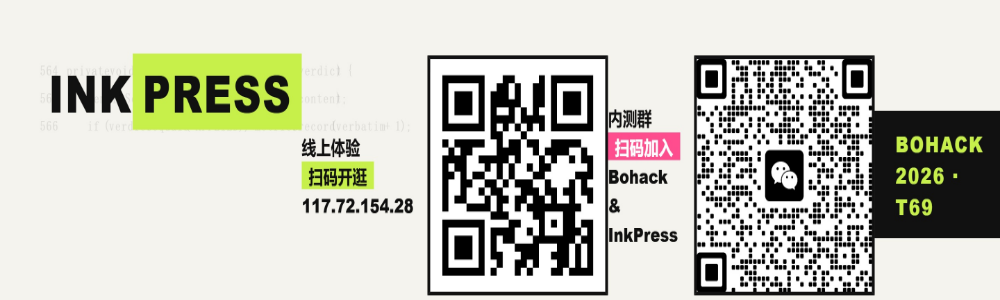 INK PRESS
线上体验
扫码开逛
117.72.154.28
内测群
扫码加入
Bohack
&
InkPress
BOHACK
2026 ·
T69